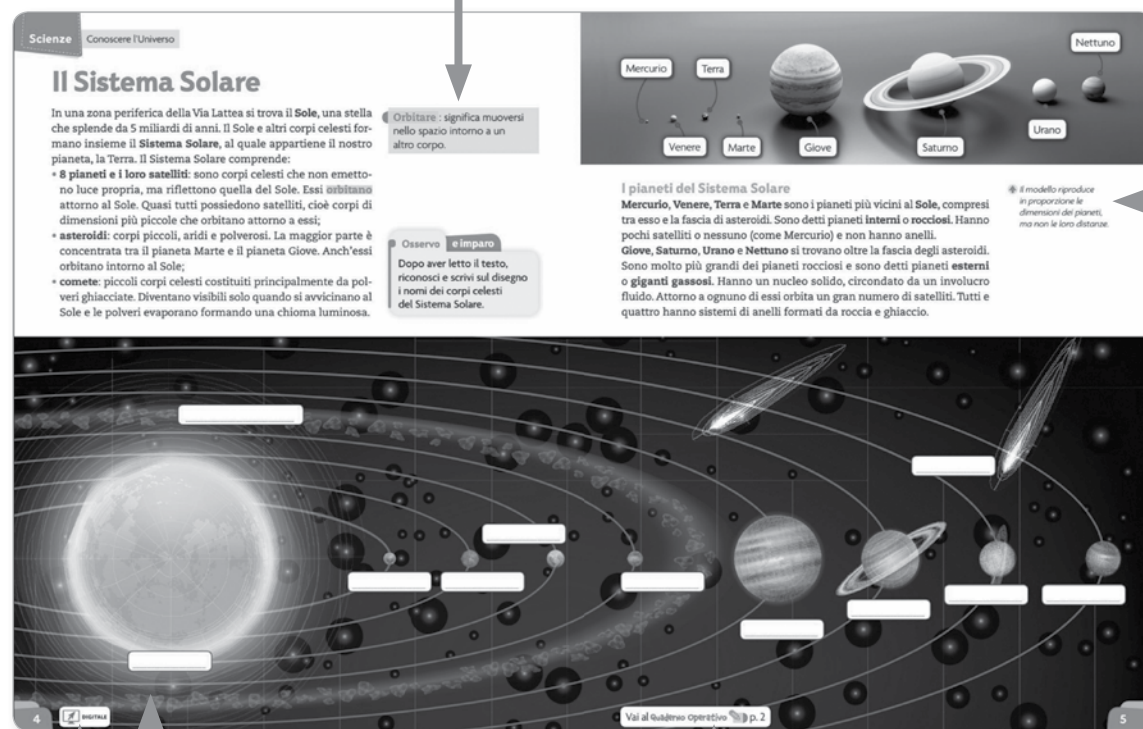 Scienze
Conoscere l'Universo
Il Sistema Solare
In una zona periferica della Via Lattea si trova il Sole, una stella
che splende da 5 miliardi di anni. Il Sole e altri corpi celesti for-
mano insieme il Sistema Solare, al quale appartiene il nostro
pianeta, la Terra. Il Sistema Solare comprende:
• 8 pianeti e i loro satelliti: sono corpi celesti che non emetto-
no luce propria, ma riflettono quella del Sole. Essi orbitano
attorno al Sole. Quasi tutti possiedono satelliti, cioè corpi di
dimensioni più piccole che orbitano attorno a essi;
• asteroidi: corpi piccoli, aridi e polverosi. La maggior parte è
concentrata tra il pianeta Marte e il pianeta Giove. Anch'essi
orbitano intorno al Sole;
• comete: piccoli corpi celesti costituiti principalmente da pol-
veri ghiacciate. Diventano visibili solo quando si avvicinano al
Sole e le polveri evaporano formando una chioma luminosa.
Orbitare : significa muoversi
nello spazio intorno a un
altro corpo.
Osservo e imparo
Dopo aver letto il testo,
riconosci e scrivi sul disegno
i nomi dei corpi celesti
del Sistema Solare.
Mercurio
Terra
Nettuno
Venere
Marte
Giove
Saturno
Urano
I pianeti del Sistema Solare
Mercurio, Venere, Terra e Marte sono i pianeti più vicini al Sole, compresi
tra esso e la fascia di asteroidi. Sono detti pianeti interni o rocciosi. Hanno
pochi satelliti o nessuno (come Mercurio) e non hanno anelli.
Giove, Saturno, Urano e Nettuno si trovano oltre la fascia degli asteroidi.
Sono molto più grandi dei pianeti rocciosi e sono detti pianeti esterni
o giganti gassosi. Hanno un nucleo solido, circondato da un involucro
fluido. Attorno a ognuno di essi orbita un gran numero di satelliti. Tutti e
quattro hanno sistemi di anelli formati da roccia e ghiaccio.
Il modello riproduce
in proporzione le
dimensioni dei pianeti,
ma non le loro distanze.
4
DIGITALE
Vai al Quaderno Operativo p. 2
5